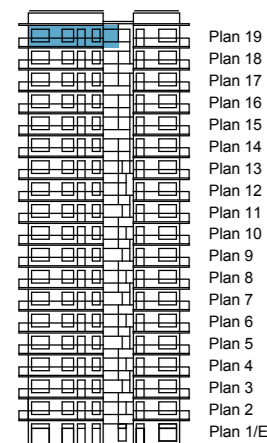 Plan 19
Plan 18
Plan 17
Plan 16
Plan 15
Plan 14
Plan 13
Plan 12
Plan 11
Plan 10
Plan 9
Plan 8
Plan 7
Plan 6
Plan 5
Plan 4
Plan 3
Plan 2
Plan 1/E